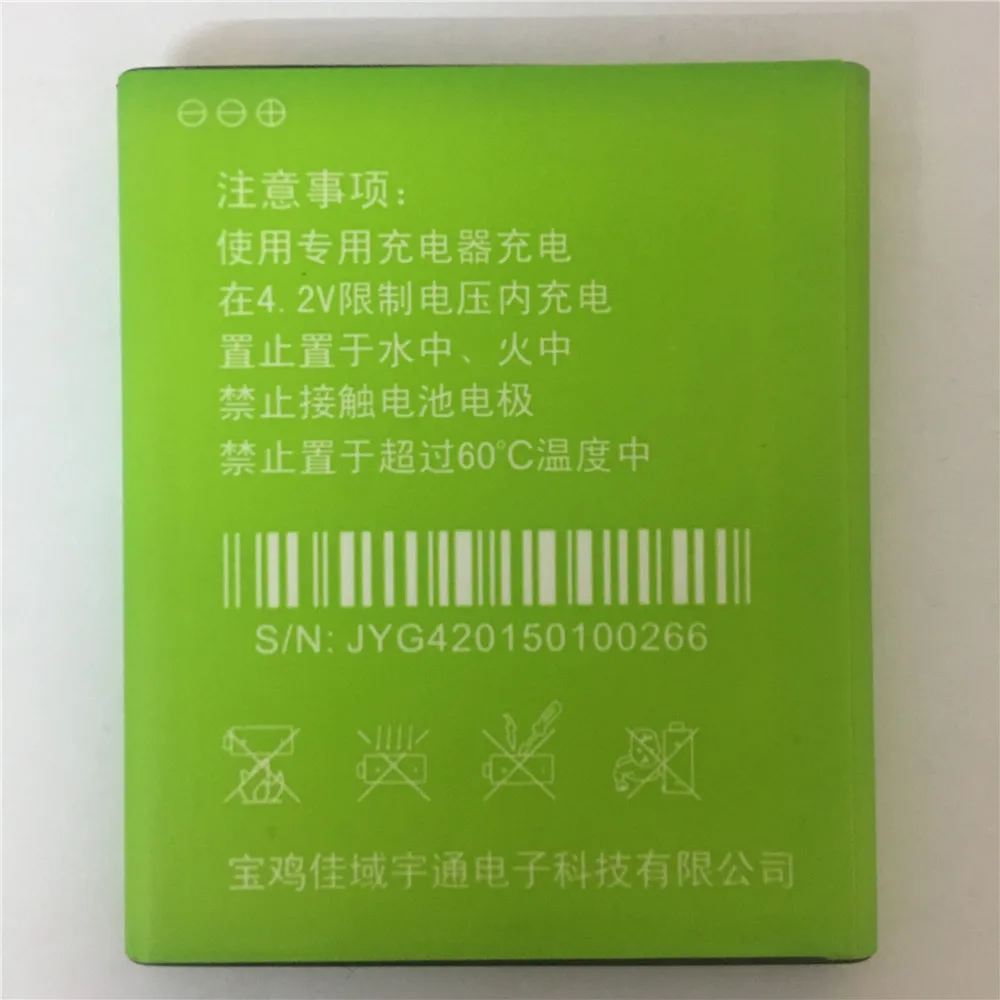 ⊖⊖⊕
注意事项：
使用专用充电器充电
在4.2V限制电压内充电
置止置于水中、火中
禁止接触电池电极
禁止置于超过60℃温度中
S/N: JYG420150100266
宝鸡佳域宇通电子科技有限公司